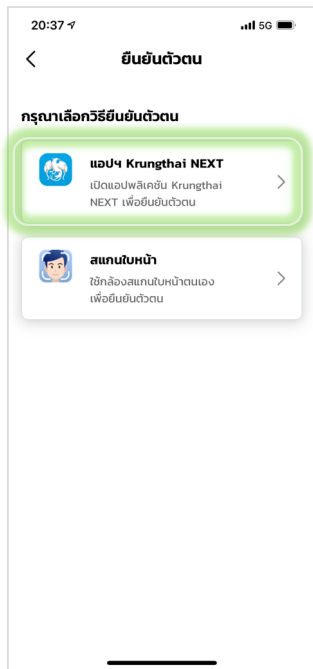 20:37
5G
ยืนยันตัวตน
กรุณาเลือกวิธียืนยันตัวตน
แอปฯ Krungthai NEXT
เปิดแอปพลิเคชัน Krungthai
NEXT เพื่อยืนยันตัวตน
สแกนใบหน้า
ใช้กล้องสแกนใบหน้าตนเอง
เพื่อยืนยันตัวตน